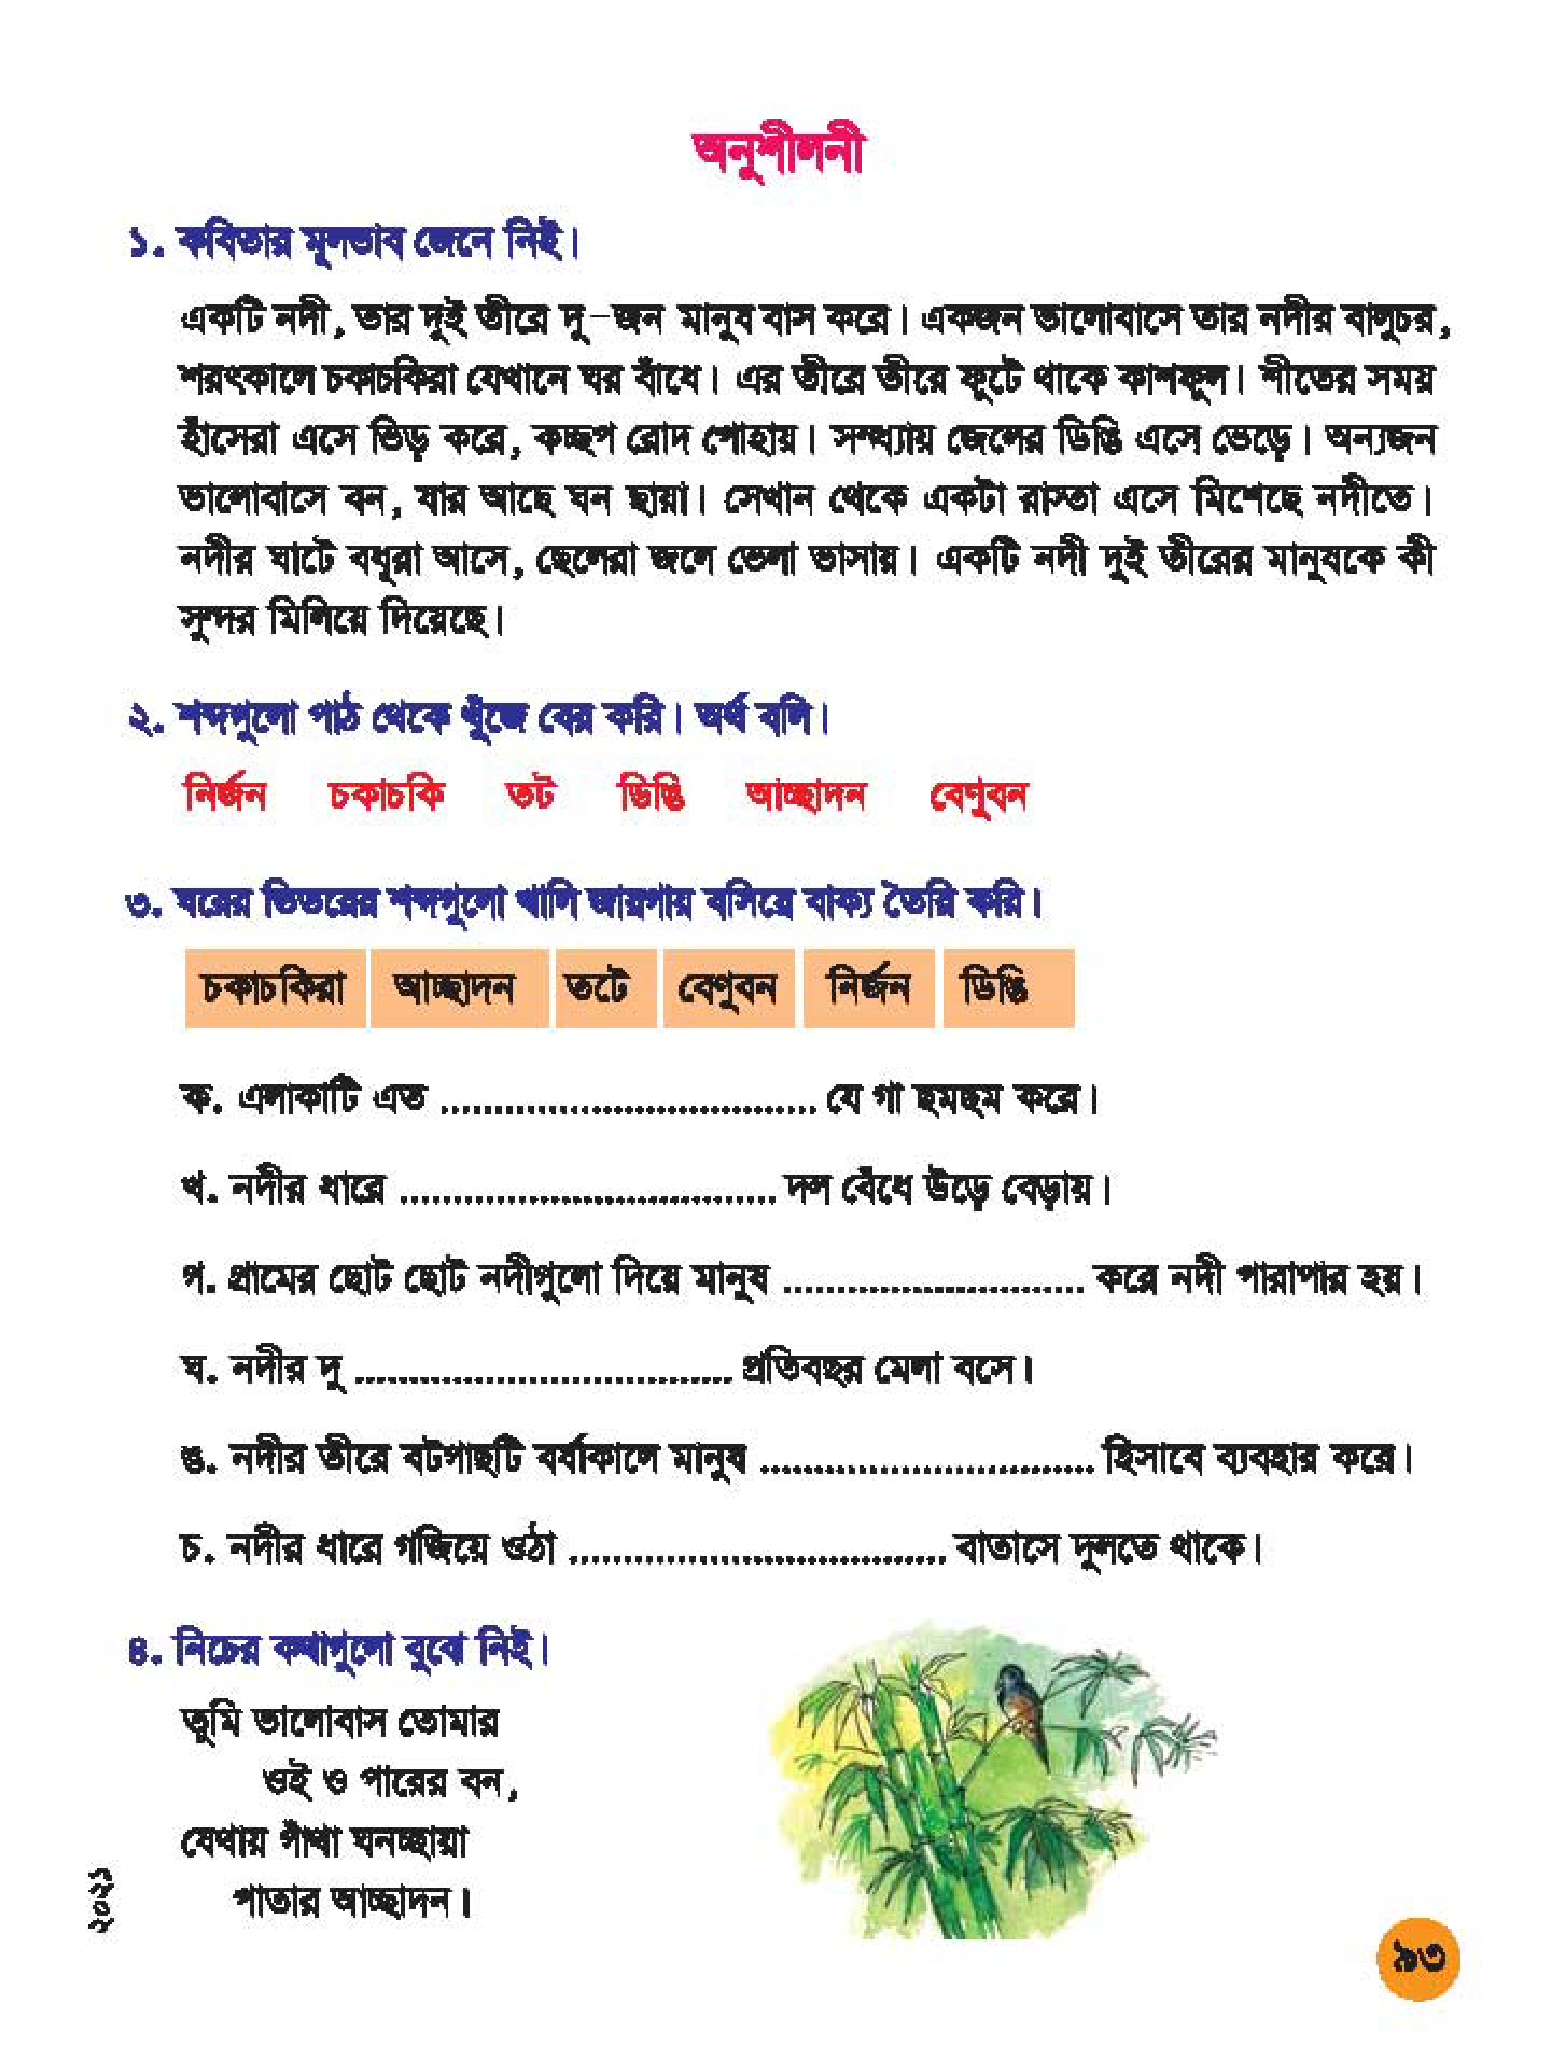 অনুশীলনী
১. কবিতার মূলভাব জেনে নিই।
একটি নদী, তার দুই তীরে দু-জন মানুষ বাস করে। একজন ভালোবাসে তার নদীর বালুচর,
শরৎকালে চকাচকিরা যেখানে ঘর বাঁধে। এর তীরে তীরে ফুটে থাকে কাশফুল। শীতের সময়
হাঁসেরা এসে ভিড় করে, কচ্ছপ রোদ পোহায়। সন্ধ্যায় জেলের ডিঙি এসে ভেড়ে। অন্যজন
ভালোবাসে বন, যার আছে ঘন ছায়া। সেখান থেকে একটা রাস্তা এসে মিশেছে নদীতে।
নদীর ঘাটে বধূরা আসে, ছেলেরা জলে ভেলা ভাসায়। একটি নদী দুই তীরের মানুষকে কী
সুন্দর মিলিয়ে দিয়েছে।
২. শব্দগুলো পাঠ থেকে খুঁজে বের করি। অর্থ বলি।
নির্জন চকাচকি তট ডিঙি আচ্ছাদন বেণুবন
৩. ঘরের ভিতরের শব্দগুলো খালি জায়গায় বসিয়ে বাক্য তৈরি করি।
চকাচকিরা আচ্ছাদন তটে বেণুবন নির্জন ডিঙি
ক. এলাকাটি এত .................................. যে গা ছমছম করে।
খ. নদীর ধারে .................................. দল বেঁধে উড়ে বেড়ায়।
গ. গ্রামের ছোট ছোট নদীগুলো দিয়ে মানুষ ........................... করে নদী পারাপার হয়।
ঘ. নদীর দু .................................. প্রতিবছর মেলা বসে।
ঙ. নদীর তীরে বটগাছটি বর্ষাকালে মানুষ .............................. হিসাবে ব্যবহার করে।
চ. নদীর ধারে গজিয়ে ওঠা .................................. বাতাসে দুলতে থাকে।
৪. নিচের কথাগুলো বুঝে নিই।
তুমি ভালোবাস তোমার
ওই ও পারের বন,
যেথায় গাঁথা ঘনচ্ছায়া
পাতার আচ্ছাদন।
২০২১
৯৩